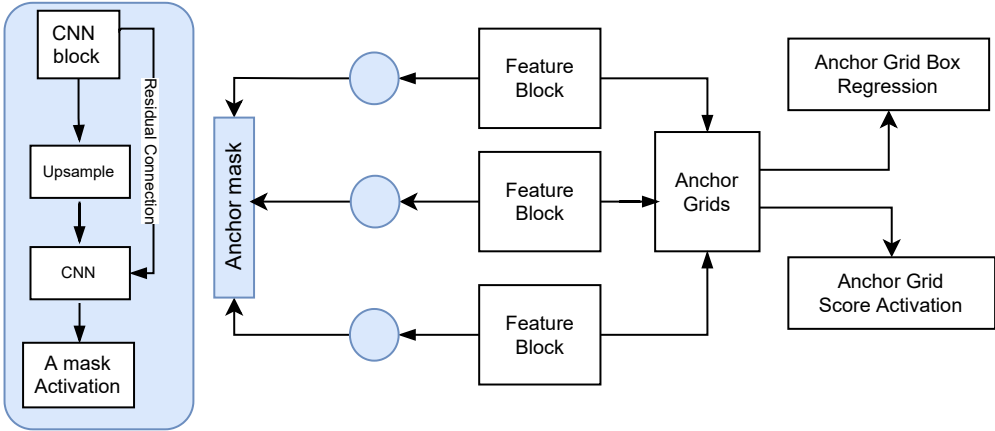 CNN
block
Residual Connection
Upsample
CNN
A mask
Activation
Anchor mask
Feature
Block
Feature
Block
Feature
Block
Anchor
Grids
Anchor Grid Box
Regression
Anchor Grid
Score Activation